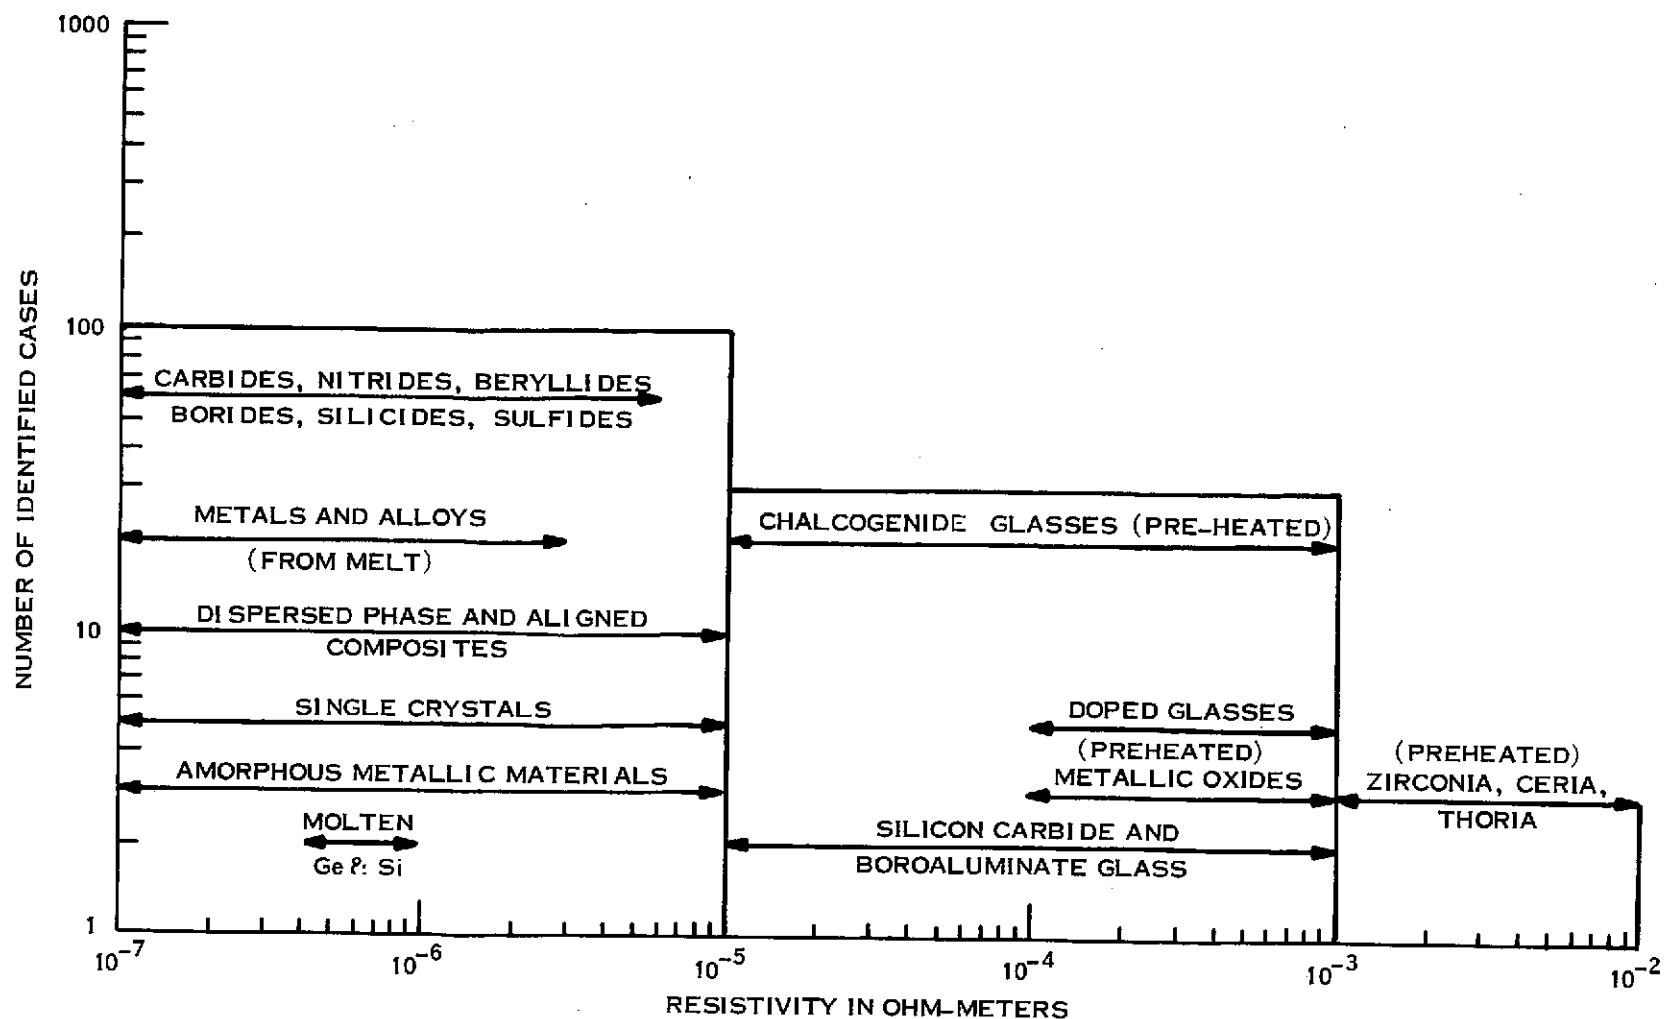 1000
100
10
1
NUMBER OF IDENTIFIED CASES
CARBIDES, NITRIDES, BERYLLIDES
BORIDES, SILICIDES, SULFIDES
METALS AND ALLOYS
(FROM MELT)
DISPERSED PHASE AND ALIGNED
COMPOSITES
SINGLE CRYSTALS
AMORPHOUS METALLIC MATERIALS
MOLTEN
Ge & Si
CHALCOGENIDE GLASSES (PRE-HEATED)
DOPED GLASSES
(PREHEATED)
METALLIC OXIDES
SILICON CARBIDE AND
BOROALUMINATE GLASS
(PREHEATED)
ZIRCONIA, CERIA,
THORIA
10⁻⁷
10⁻⁶
10⁻⁵
10⁻⁴
10⁻³
10⁻²
RESISTIVITY IN OHM-METERS